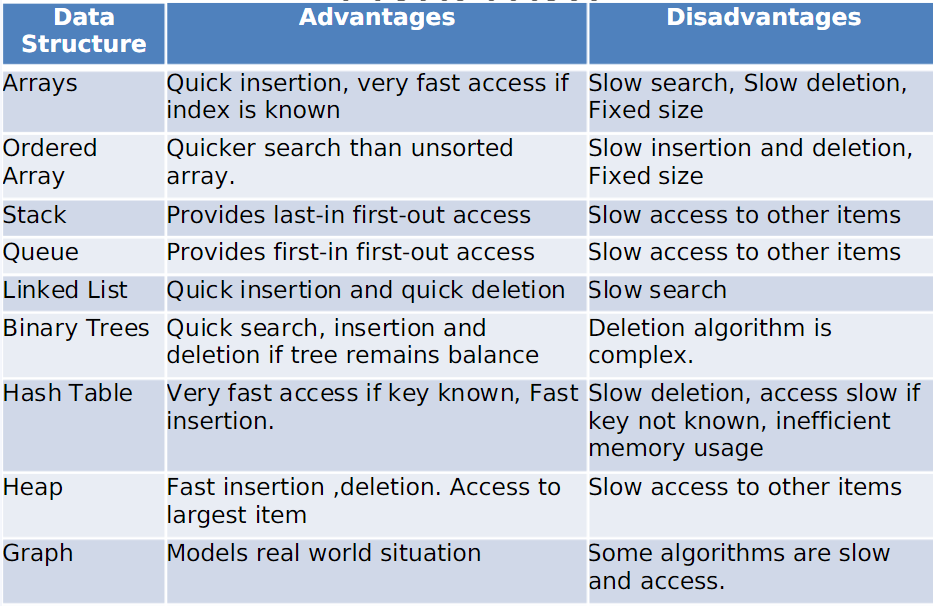 Data Structure
Advantages
Disadvantages
Arrays
Quick insertion, very fast access if
index is known
Slow search, Slow deletion,
Fixed size
Ordered
Array
Quicker search than unsorted
array.
Slow insertion and deletion,
Fixed size
Stack
Provides last-in first-out access
Slow access to other items
Queue
Provides first-in first-out access
Slow access to other items
Linked List
Quick insertion and quick deletion
Slow search
Binary Trees
Quick search, insertion and
deletion if tree remains balance
Deletion algorithm is
complex.
Hash Table
Very fast access if key known, Fast
insertion.
Slow deletion, access slow if
key not known, inefficient
memory usage
Heap
Fast insertion ,deletion. Access to
largest item
Slow access to other items
Graph
Models real world situation
Some algorithms are slow
and access.